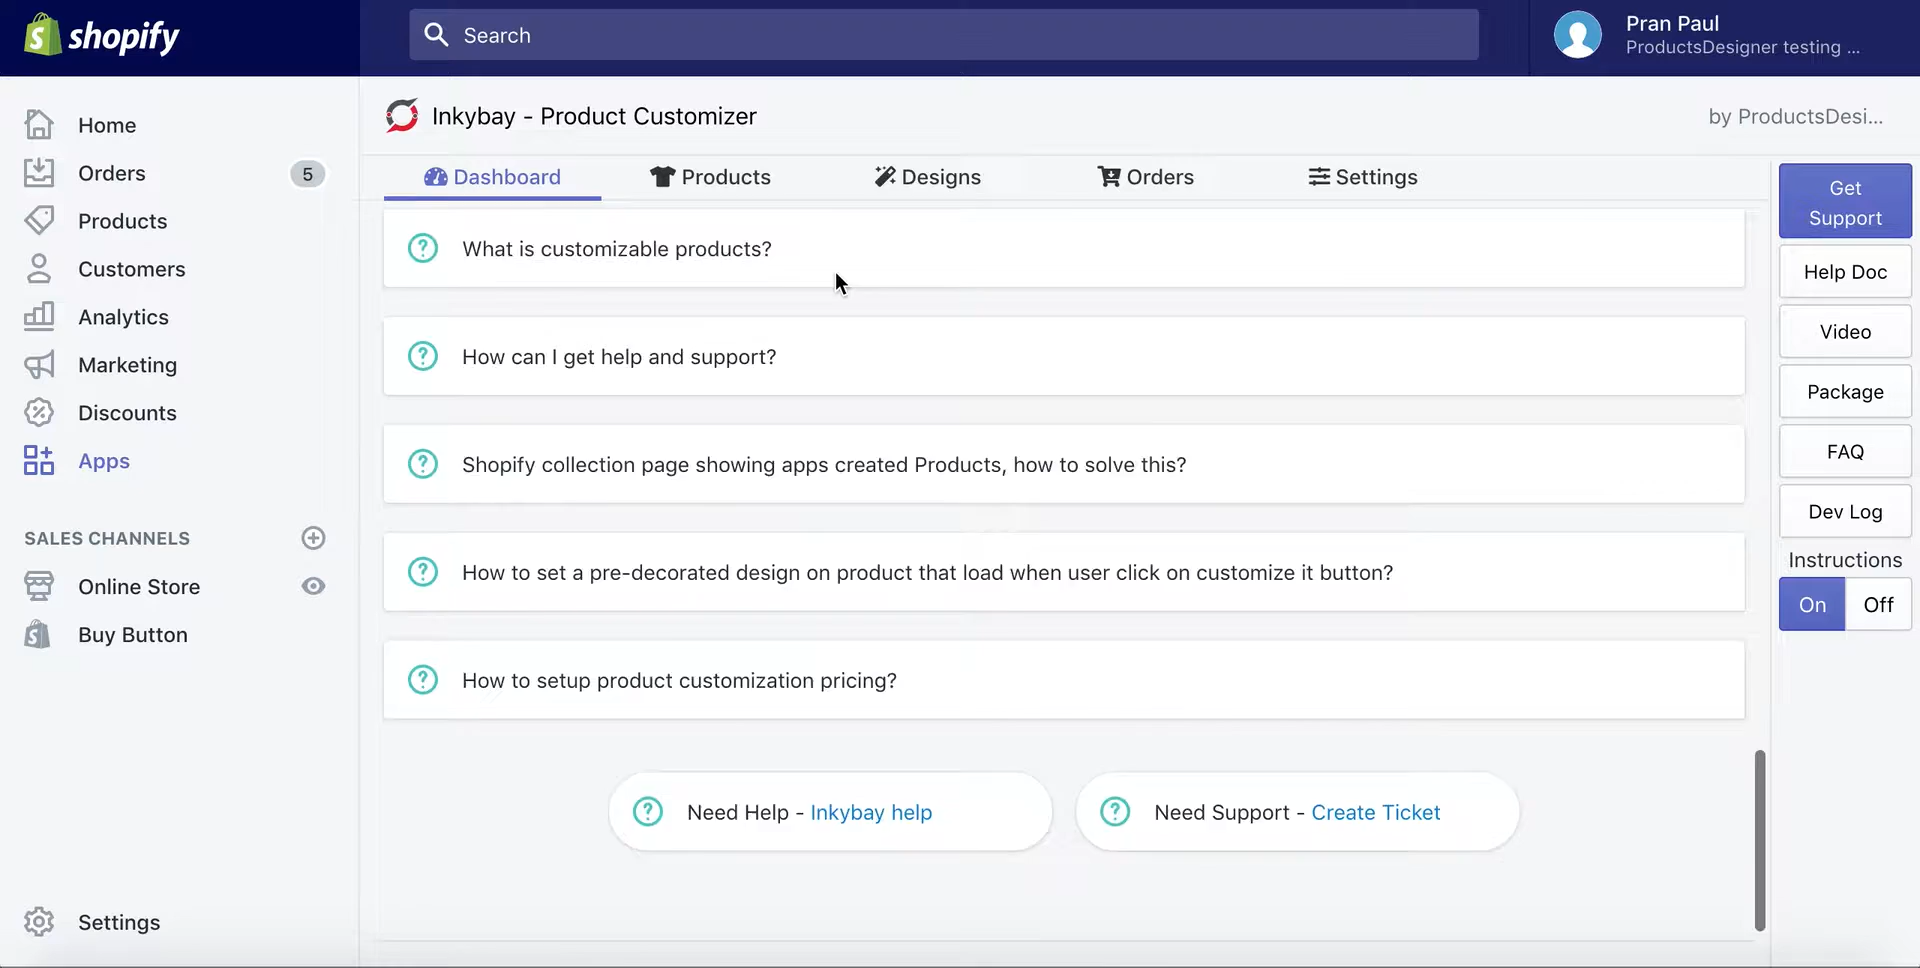 shopify
Search
Pran Paul
ProductsDesigner testing ...
Home
Orders
5
Products
Customers
Analytics
Marketing
Discounts
Apps
SALES CHANNELS
Online Store
Buy Button
Settings
Inkybay - Product Customizer
by ProductsDesi...
Dashboard
Products
Designs
Orders
Settings
What is customizable products?
How can I get help and support?
Shopify collection page showing apps created Products, how to solve this?
How to set a pre-decorated design on product that load when user click on customize it button?
How to setup product customization pricing?
Need Help - Inkybay help
Need Support - Create Ticket
Get
Support
Help Doc
Video
Package
FAQ
Dev Log
Instructions
On
Off